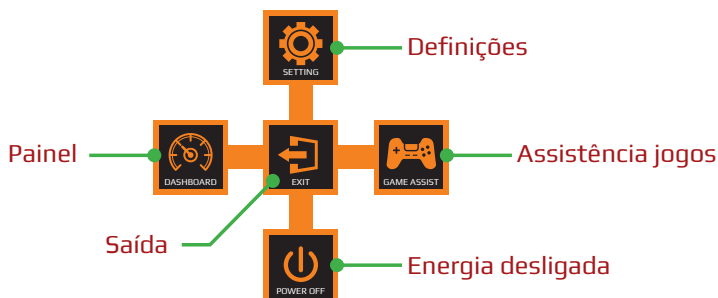 Definições
SETTING
Painel
DASHBOARD
EXIT
GAME ASSIST
Assistência jogos
Saída
POWER OFF
Energia desligada